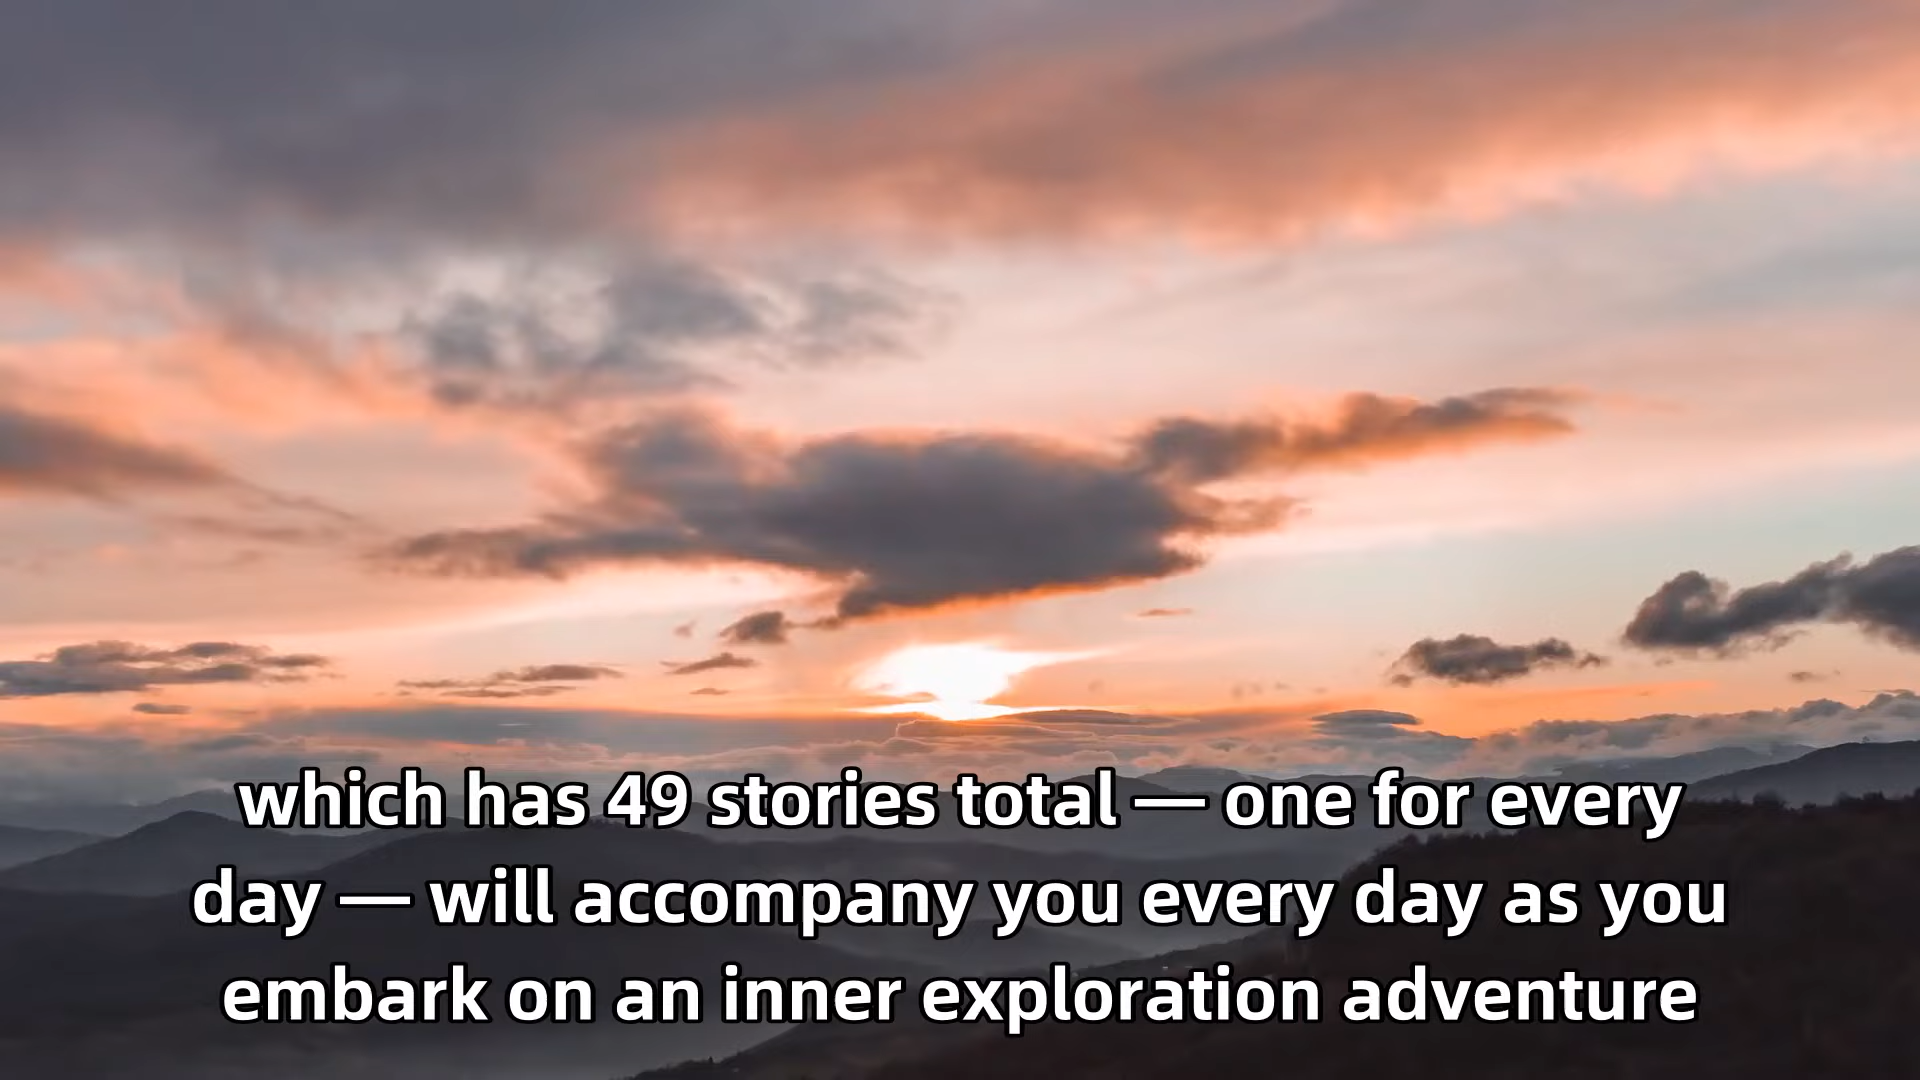 which has 49 stories total — one for every
day — will accompany you every day as you
embark on an inner exploration adventure